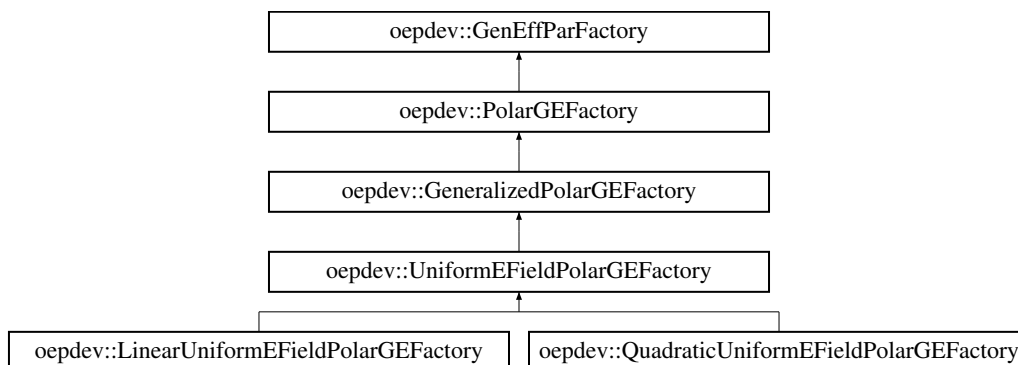 oepdev::GenEffParFactory
oepdev::PolarGEFactory
oepdev::GeneralizedPolarGEFactory
oepdev::UniformEFieldPolarGEFactory
oepdev::LinearUniformEFieldPolarGEFactory
oepdev::QuadraticUniformEFieldPolarGEFactory